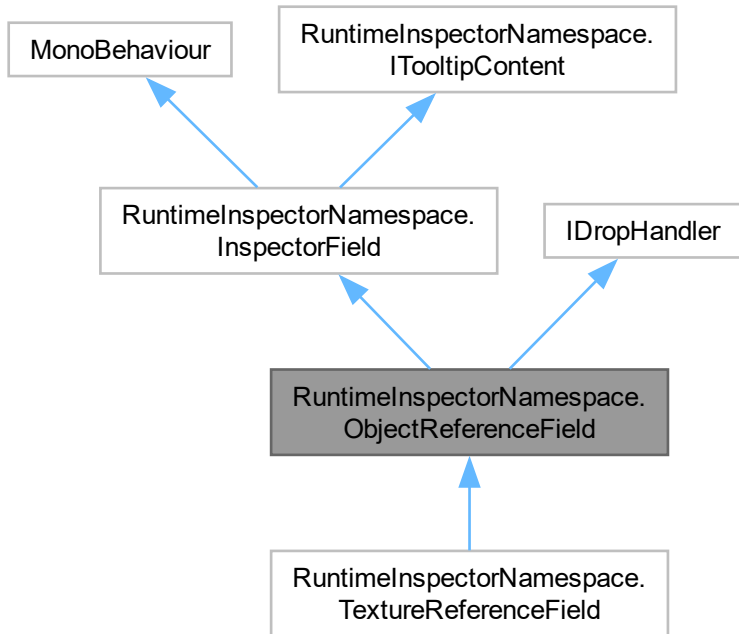 MonoBehaviour
RuntimeInspectorNamespace.
ITooltipContent
RuntimeInspectorNamespace.
InspectorField
IDropHandler
RuntimeInspectorNamespace.
ObjectReferenceField
RuntimeInspectorNamespace.
TextureReferenceField